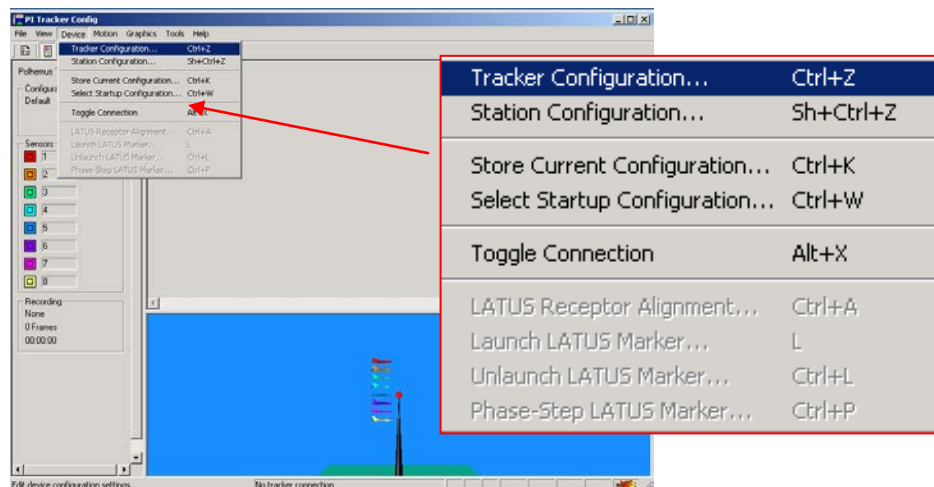 PI Tracker Config
File View Device Motion Graphics Tools Help
Tracker Configuration... Ctrl+Z
Station Configuration... Sh+Ctrl+Z
Store Current Configuration... Ctrl+K
Select Startup Configuration... Ctrl+W
Toggle Connection Alt+X
LATUS Receptor Alignment... Ctrl+A
Launch LATUS Marker... L
Unlaunch LATUS Marker... Ctrl+L
Phase-Step LATUS Marker... Ctrl+P
Polhemus
Default
Sensors
1
2
3
4
5
6
7
8
Recording
None
0 Frames
00:00:00
Edit device configuration settings
No tracker connection
Tracker Configuration... Ctrl+Z
Station Configuration... Sh+Ctrl+Z
Store Current Configuration... Ctrl+K
Select Startup Configuration... Ctrl+W
Toggle Connection Alt+X
LATUS Receptor Alignment... Ctrl+A
Launch LATUS Marker... L
Unlaunch LATUS Marker... Ctrl+L
Phase-Step LATUS Marker... Ctrl+P